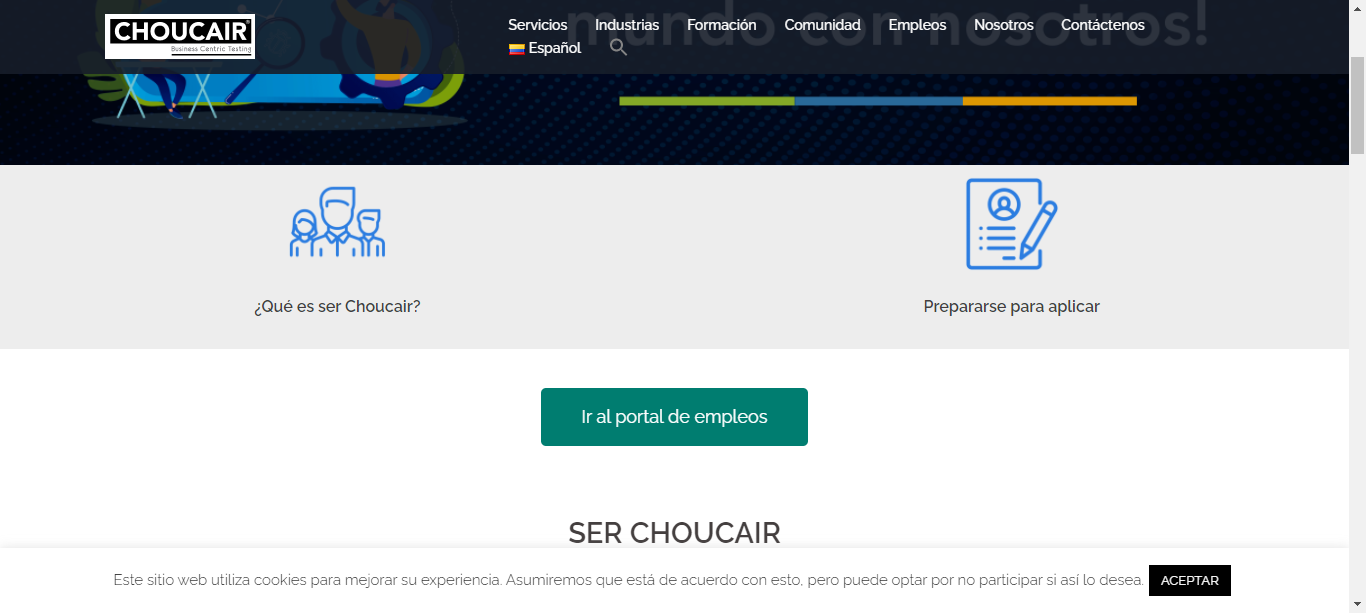 CHOUCAIR
Business Centric Testing
Servicios Industrias Formación Comunidad Empleos Nosotros Contáctenos
Español
mundo con nosotros!
¿Qué es ser Choucair?
Prepararse para aplicar
Ir al portal de empleos
SER CHOUCAIR
Este sitio web utiliza cookies para mejorar su experiencia. Asumiremos que está de acuerdo con esto, pero puede optar por no participar si así lo desea. ACEPTAR